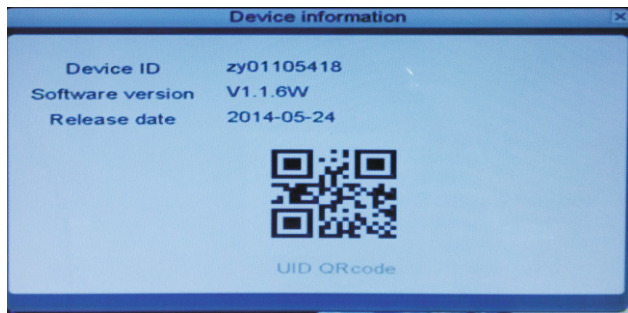 Device information
Device ID zy01105418
Software version V1.1.6W
Release date 2014-05-24
UID QRcode